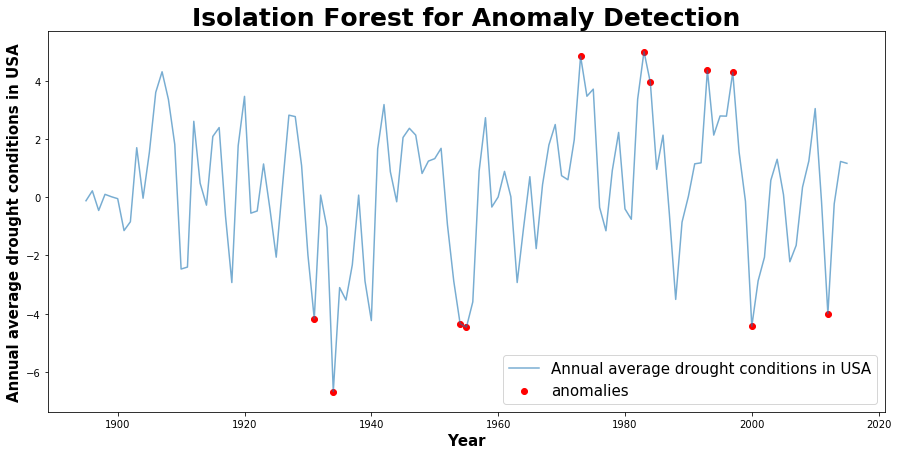 Isolation Forest for Anomaly Detection
Annual average drought conditions in USA
4
2
0
−2
−4
−6
Annual average drought conditions in USA
anomalies
1900
1920
1940
1960
1980
2000
2020
Year